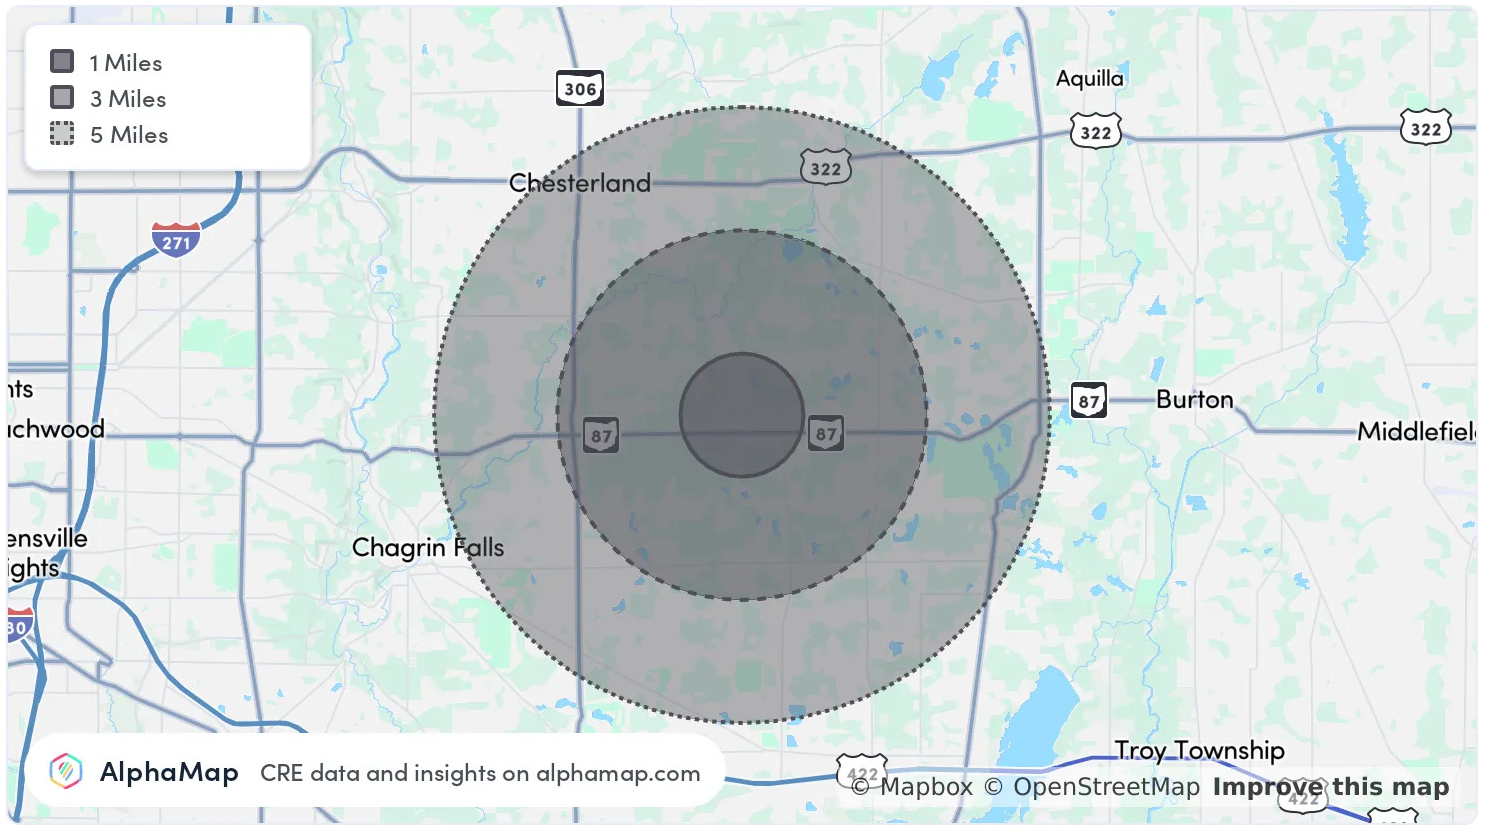 1 Miles
3 Miles
5 Miles
306
Aquilla
322
322
322
Chesterland
271
87
Burton
nts
achwood
87
87
Middlefiel
ensville
ights
Chagrin Falls
80
Troy Township
AlphaMap CRE data and insights on alphamap.com
422
© Mapbox © OpenStreetMap Improve this map
422